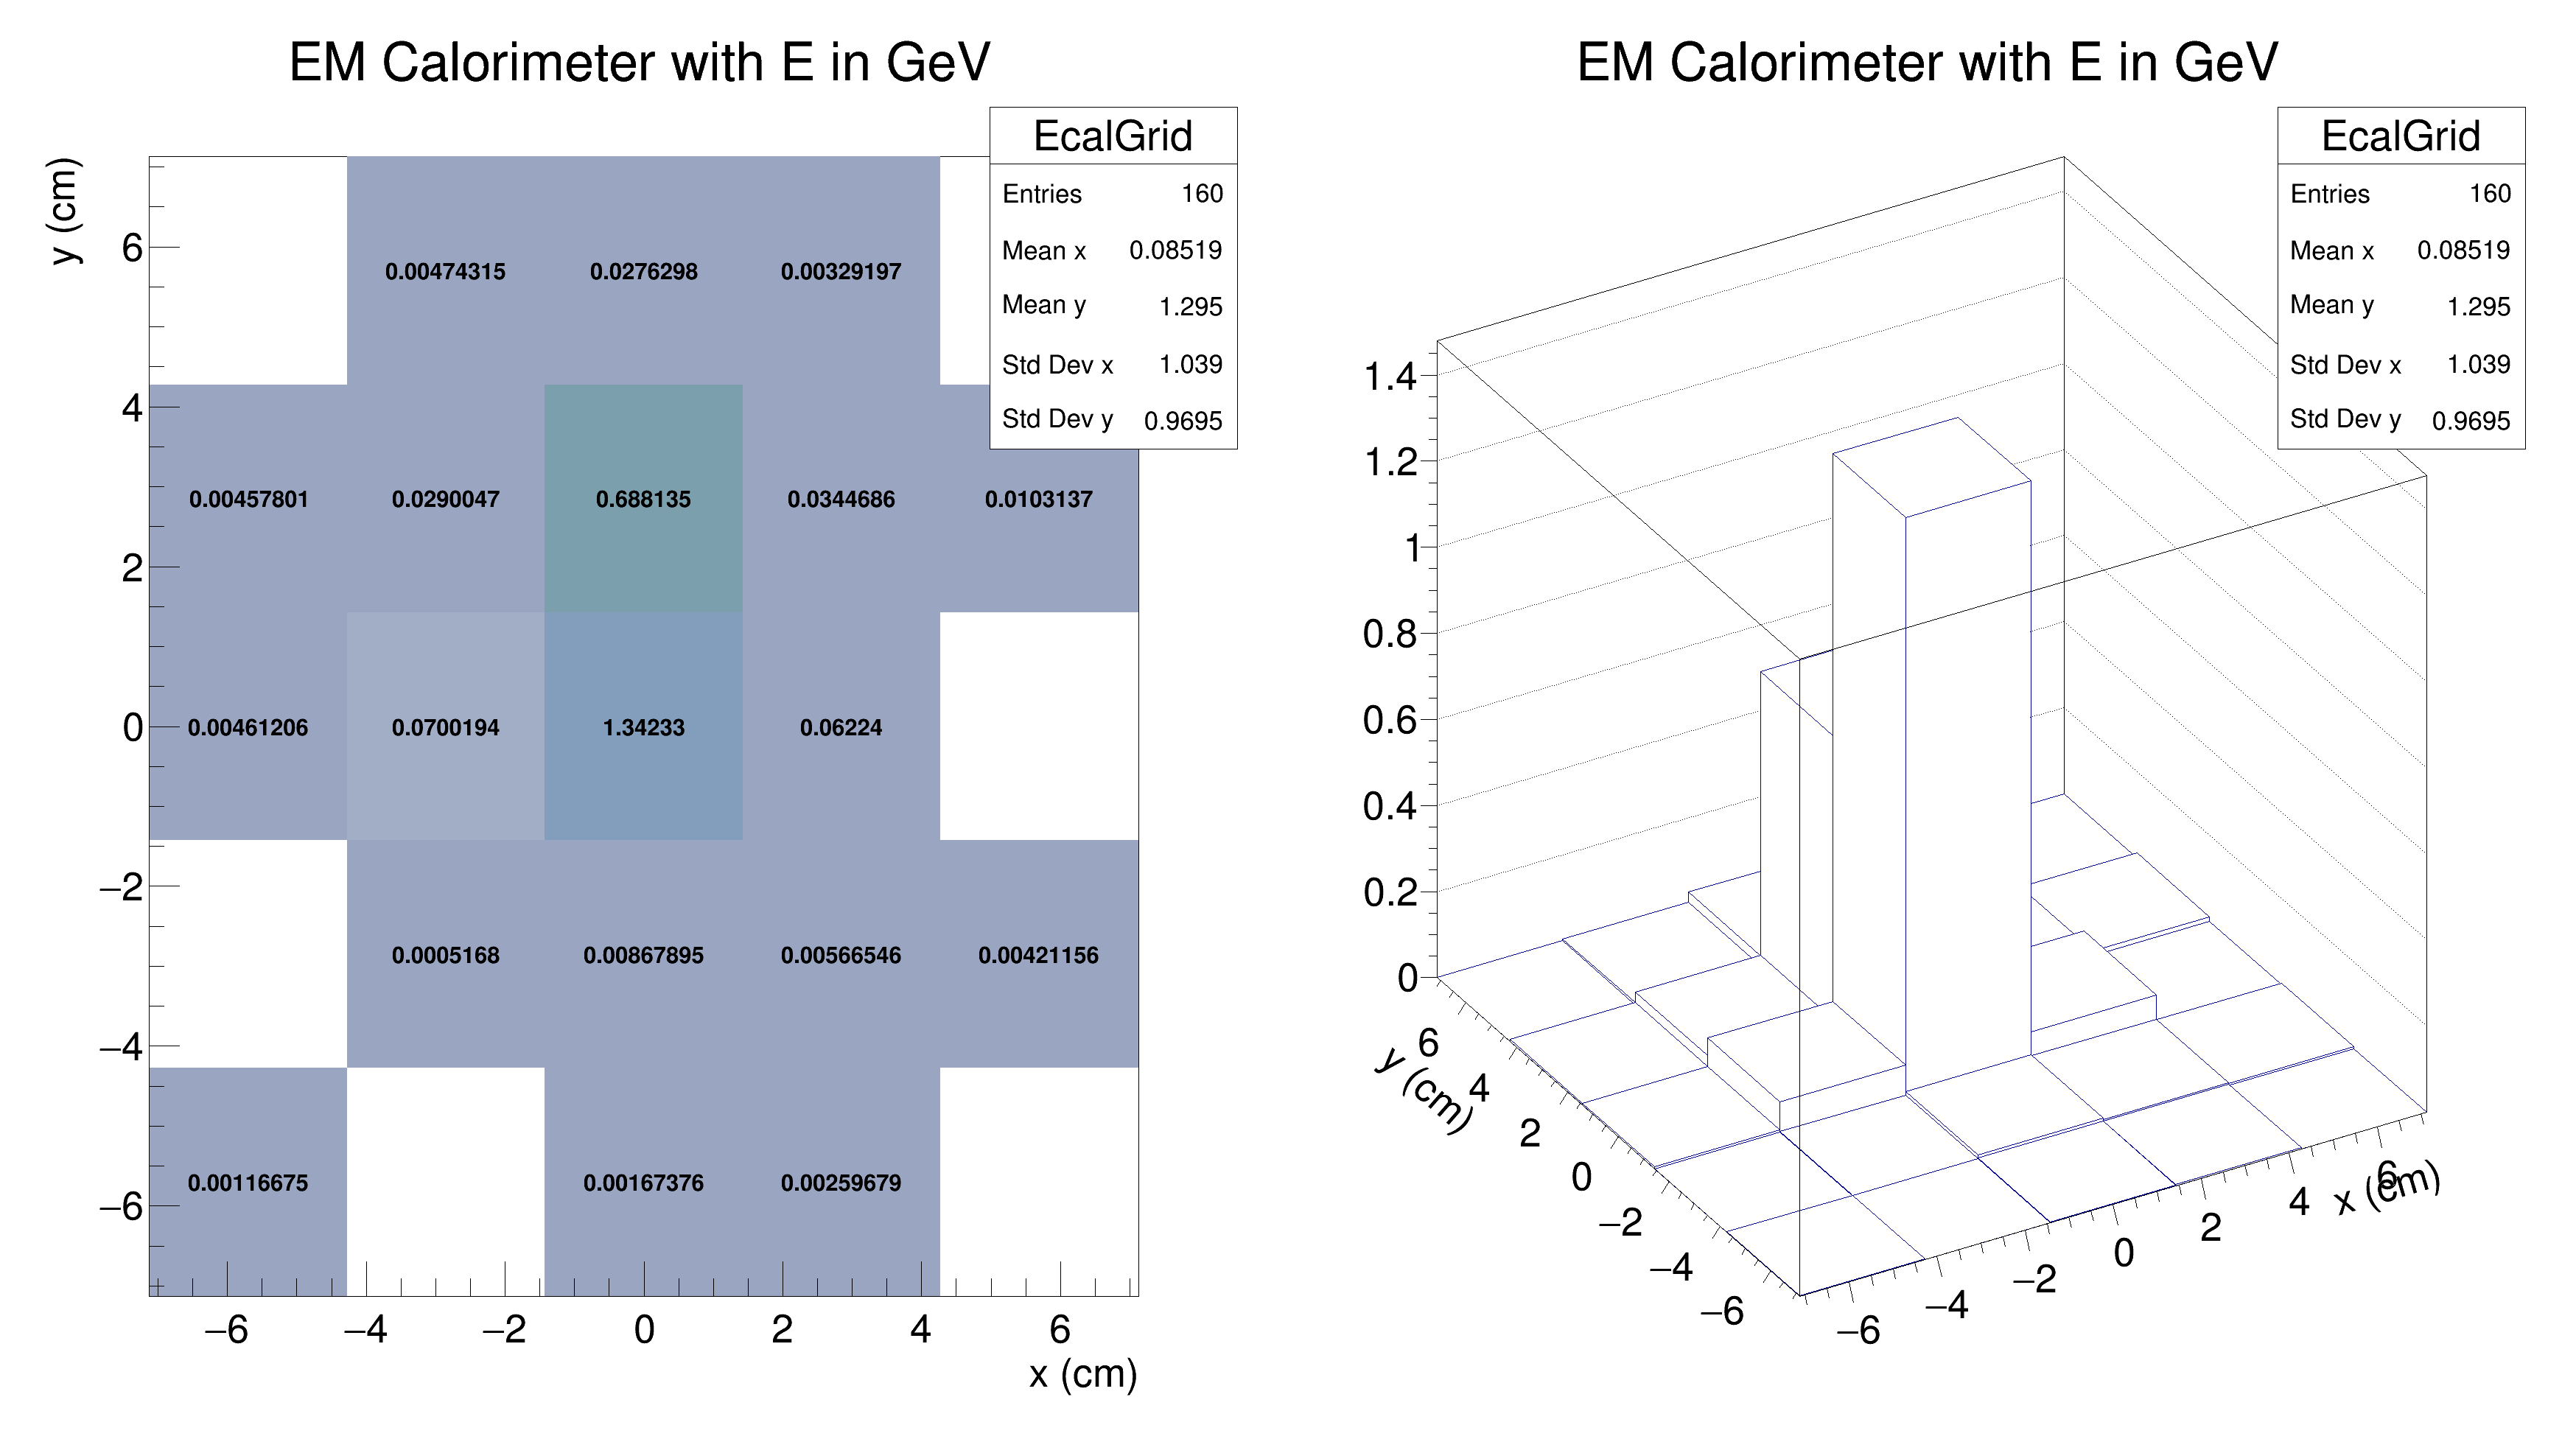 EM Calorimeter with E in GeV
EcalGrid
Entries 160
Mean x 0.08519
Mean y 1.295
Std Dev x 1.039
Std Dev y 0.9695
y (cm)
6
4
2
0
−2
−4
−6
0.00474315 0.0276298 0.00329197
0.00457801 0.0290047 0.688135 0.0344686 0.0103137
0.00461206 0.0700194 1.34233 0.06224
0.0005168 0.00867895 0.00566546 0.00421156
0.00116675 0.00167376 0.00259679
−6 −4 −2 0 2 4 6
x (cm)
EM Calorimeter with E in GeV
EcalGrid
Entries 160
Mean x 0.08519
Mean y 1.295
Std Dev x 1.039
Std Dev y 0.9695
1.4
1.2
1
0.8
0.6
0.4
0.2
0
y (cm)
6
4
2
0
−2
−4
−6
−6 −4 −2 0 2 4 6
x (cm)